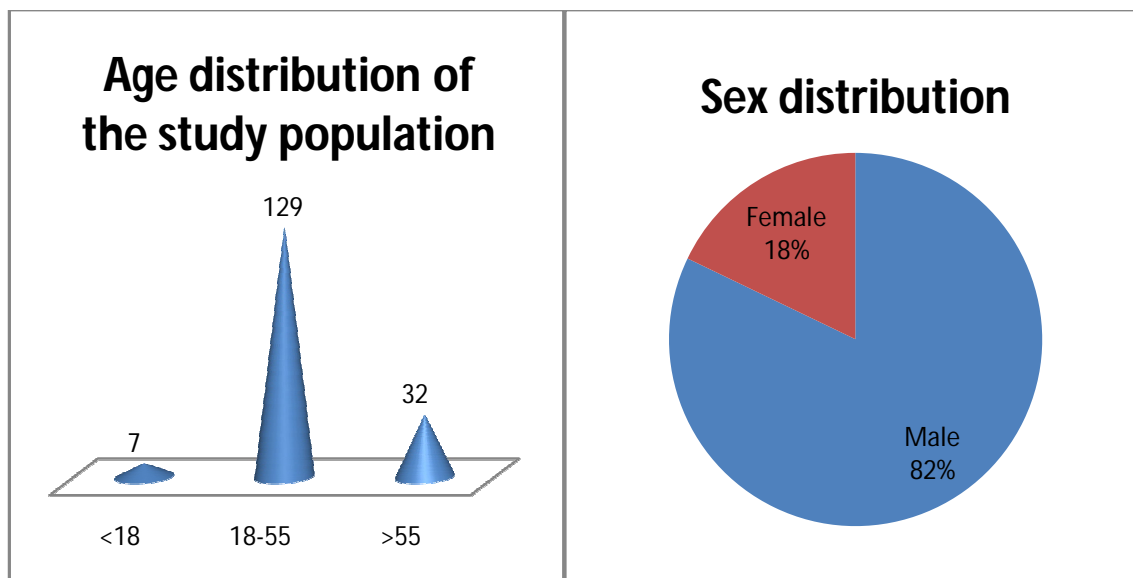 Age distribution of
the study population
129
32
7
<18 18-55 >55
Sex distribution
Female
18%
Male
82%